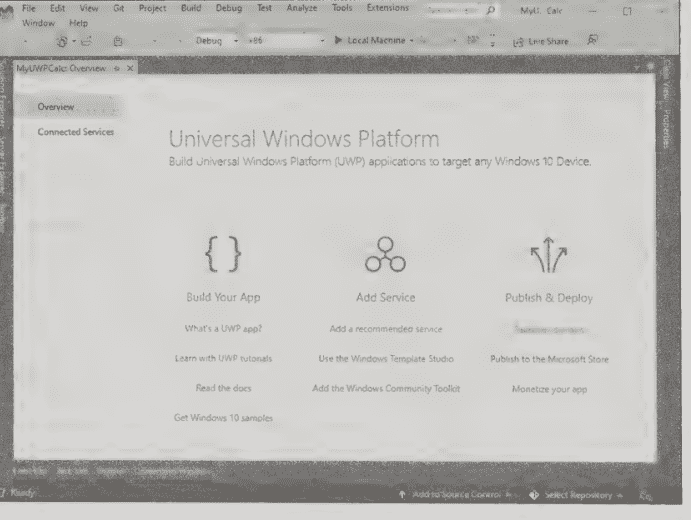 File Edit View Git Project Build Debug Test Analyze Tools Extensions
Window Help
MyU. Calc
Debug x86 Local Machine Live Share
MyUWPCalc: Overview
Overview
Connected Services
Properties
Universal Windows Platform
Build Universal Windows Platform (UWP) applications to target any Windows 10 Device.
{ }
Build Your App
Add Service
Publish & Deploy
What's a UWP app?
Add a recommended service
Learn with UWP tutorials
Use the Windows Template Studio
Publish to the Microsoft Store
Read the docs
Add the Windows Community Toolkit
Monetize your app
Get Windows 10 samples
Ready
Add to Source Control
Select Repository